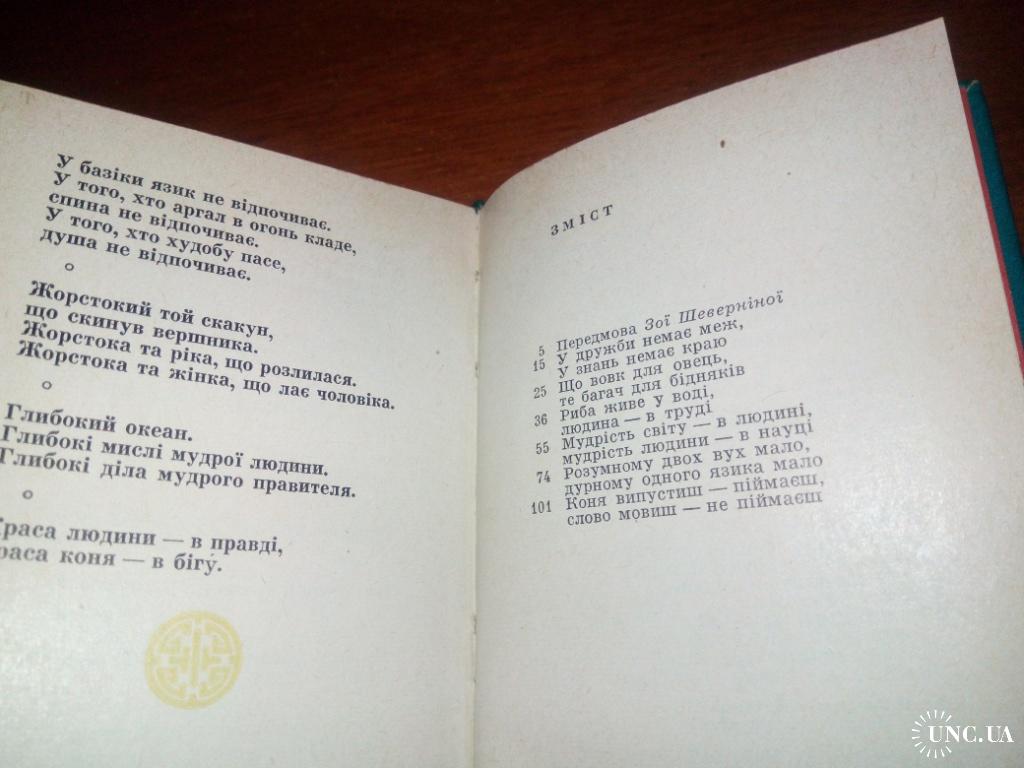 У базіки язик не відпочиває.
У того, хто аргал в огонь кладе,
спина не відпочиває.
У того, хто худобу пасе,
душа не відпочиває.
Жорстокий той скакун,
що скинув вершника.
Жорстока та ріка, що розлилася.
Жорстока та жінка, що лає чоловіка.
Глибокий океан.
Глибокі мислі мудрої людини.
Глибокі діла мудрого правителя.
людини — в правді,
коня — в бігу.
ЗМІСТ
5 Передмова Зої Шеверніної
15 У дружби немає меж,
У знань немає краю
25 Що вовк для овець,
те багач для бідняків
36 Риба живе у воді,
людина — в труді
55 Мудрість світу — в людині,
мудрість людини — в науці
74 Розумному двох вух мало,
дурному одного язика мало
101 Коня випустиш — піймаєш,
слово мовиш — не піймаєш
UNC.UA